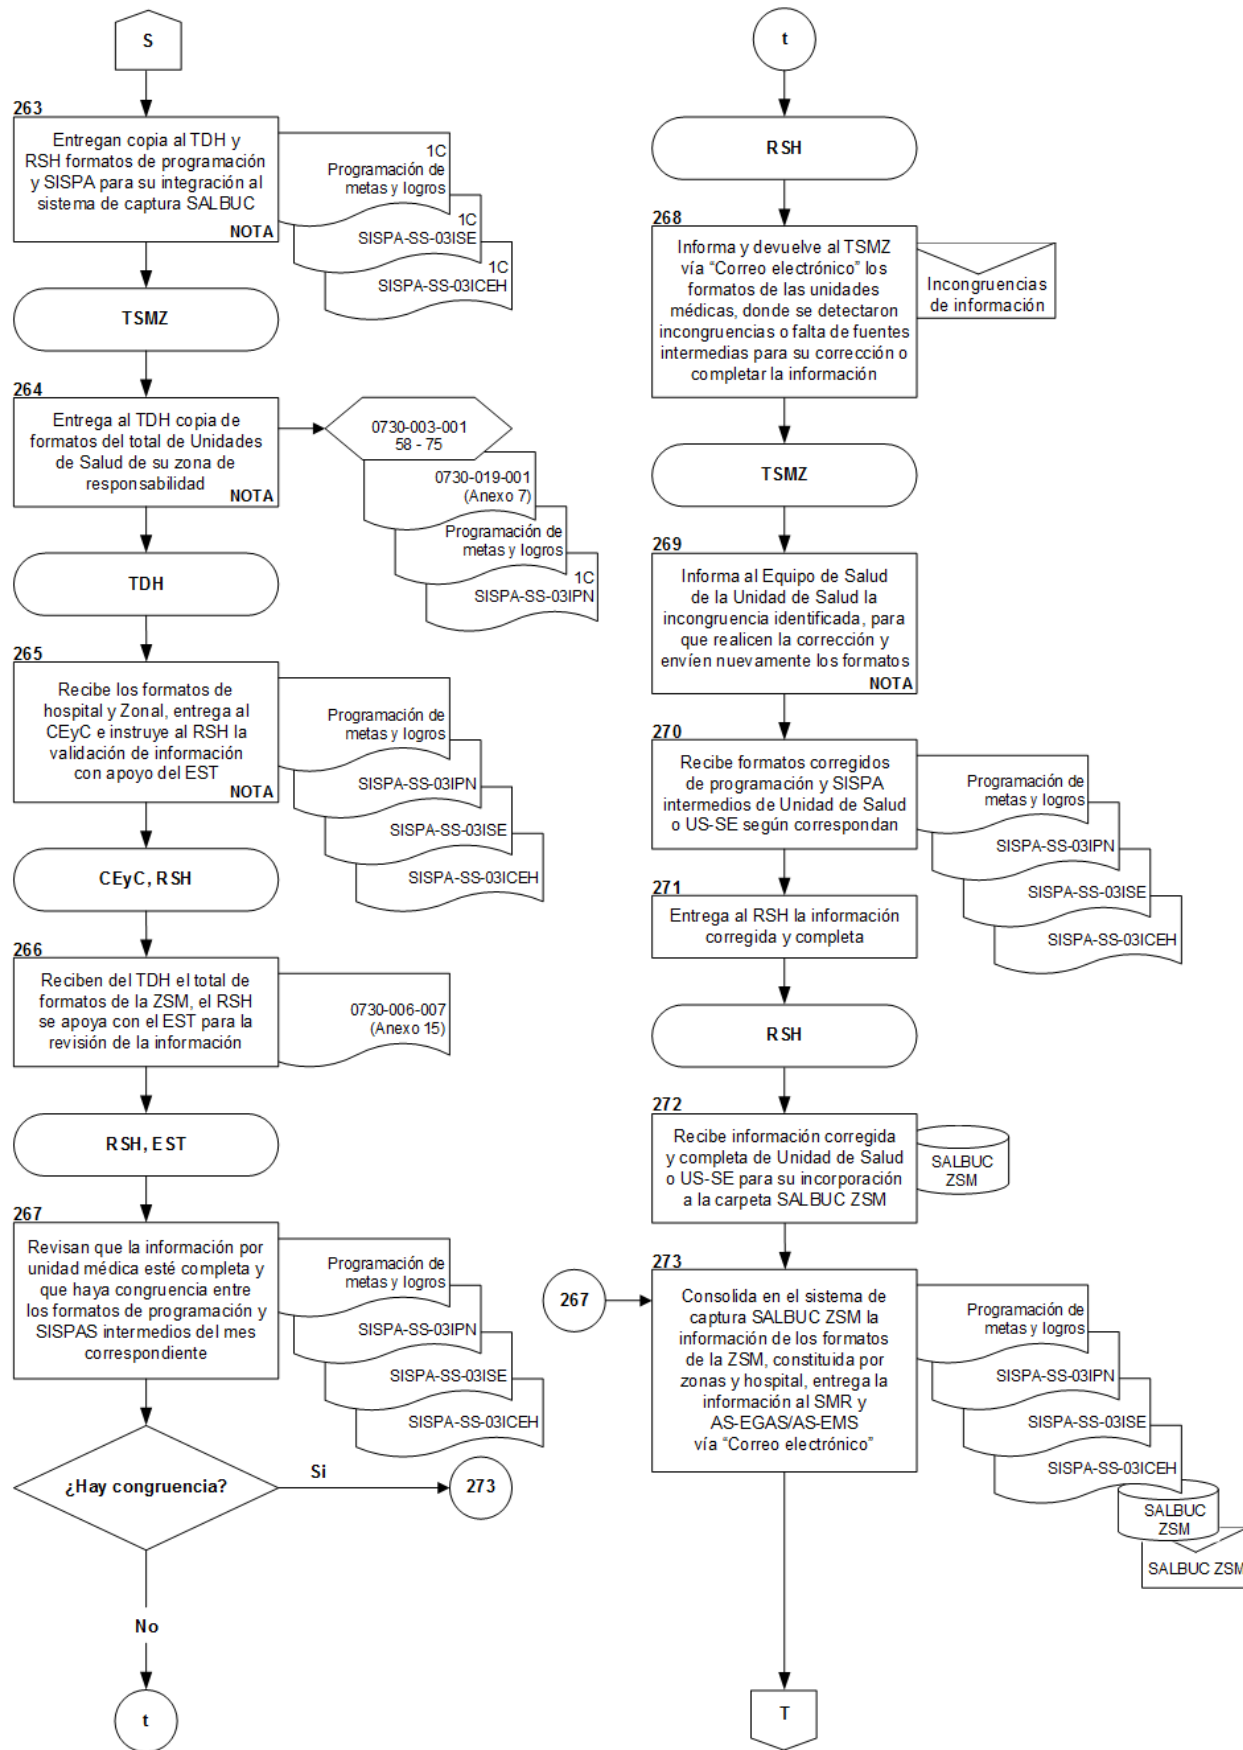 S
263
Entregan copia al TDH y
RSH formatos de programación
y SISPA para su integración al
sistema de captura SALBUC
NOTA
1C
Programación de
metas y logros
1C
SISPA-SS-03ISE
1C
SISPA-SS-03ICEH
TSMZ
264
Entrega al TDH copia de
formatos del total de Unidades
de Salud de su zona de
responsabilidad
NOTA
0730-003-001
58 - 75
0730-019-001
(Anexo 7)
Programación de
metas y logros
1C
SISPA-SS-03IPN
TDH
265
Recibe los formatos de
hospital y Zonal, entrega al
CEyC e instruye al RSH la
validación de información
con apoyo del EST
NOTA
Programación de
metas y logros
SISPA-SS-03IPN
SISPA-SS-03ISE
SISPA-SS-03ICEH
CEyC, RSH
266
Reciben del TDH el total de
formatos de la ZSM, el RSH
se apoya con el EST para la
revisión de la información
0730-006-007
(Anexo 15)
RSH, EST
267
Revisan que la información por
unidad médica esté completa y
que haya congruencia entre
los formatos de programación y
SISPAS intermedios del mes
correspondiente
Programación de
metas y logros
SISPA-SS-03IPN
SISPA-SS-03ISE
SISPA-SS-03ICEH
¿Hay congruencia?
Si
273
No
t
t
RSH
268
Informa y devuelve al TSMZ
vía “Correo electrónico” los
formatos de las unidades
médicas, donde se detectaron
incongruencias o falta de fuentes
intermedias para su corrección o
completar la información
Incongruencias
de información
TSMZ
269
Informa al Equipo de Salud
de la Unidad de Salud la
incongruencia identificada, para
que realicen la corrección y
envíen nuevamente los formatos
NOTA
270
Recibe formatos corregidos
de programación y SISPA
intermedios de Unidad de Salud
o US-SE según correspondan
Programación de
metas y logros
SISPA-SS-03IPN
SISPA-SS-03ISE
SISPA-SS-03ICEH
271
Entrega al RSH la información
corregida y completa
RSH
272
Recibe información corregida
y completa de Unidad de Salud
o US-SE para su incorporación
a la carpeta SALBUC ZSM
SALBUC
ZSM
267
273
Consolida en el sistema de
captura SALBUC ZSM la
información de los formatos
de la ZSM, constituida por
zonas y hospital, entrega la
información al SMR y
AS-EGAS/AS-EMS
vía “Correo electrónico”
Programación de
metas y logros
SISPA-SS-03IPN
SISPA-SS-03ISE
SISPA-SS-03ICEH
SALBUC
ZSM
SALBUC ZSM
T